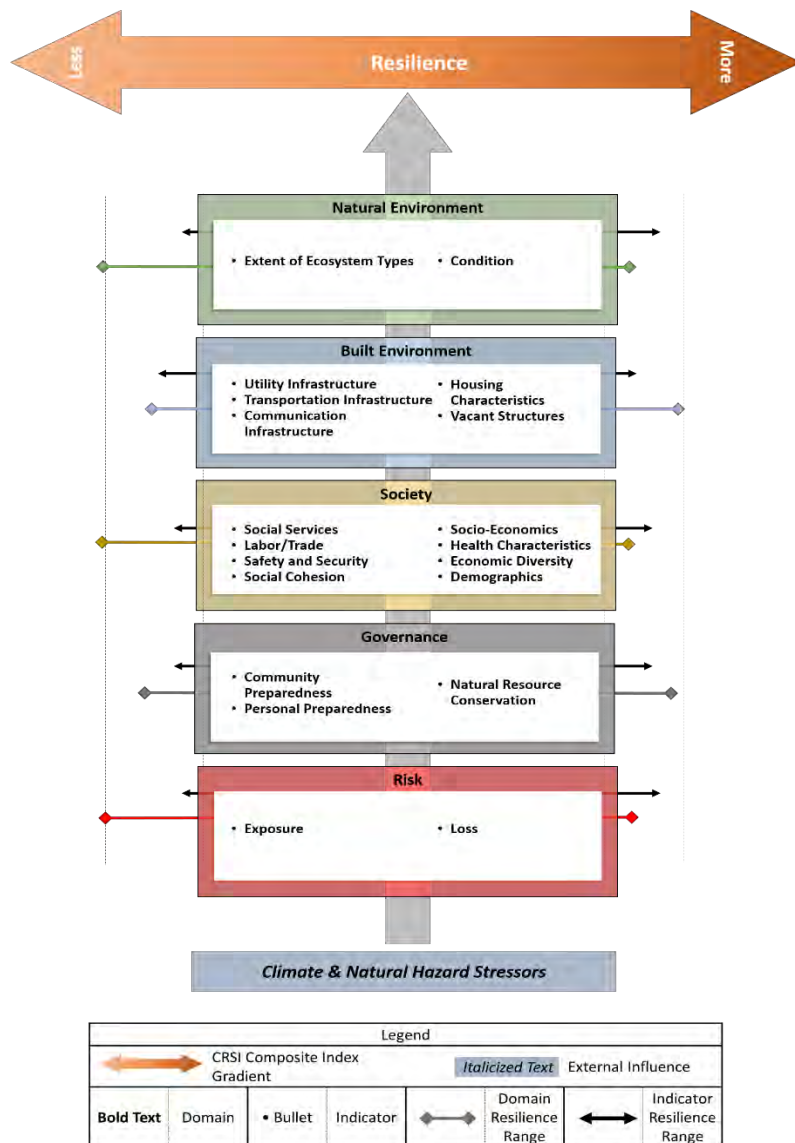 Less
Resilience
More
Natural Environment
• Extent of Ecosystem Types
• Condition
Built Environment
• Utility Infrastructure
• Transportation Infrastructure
• Communication
Infrastructure
• Housing
Characteristics
• Vacant Structures
Society
• Social Services
• Labor/Trade
• Safety and Security
• Social Cohesion
• Socio-Economics
• Health Characteristics
• Economic Diversity
• Demographics
Governance
• Community
Preparedness
• Personal Preparedness
• Natural Resource
Conservation
Risk
• Exposure
• Loss
Climate & Natural Hazard Stressors
Legend
CRSI Composite Index
Gradient
Italicized Text
External Influence
Bold Text
Domain
• Bullet
Indicator
Domain
Resilience
Range
Indicator
Resilience
Range